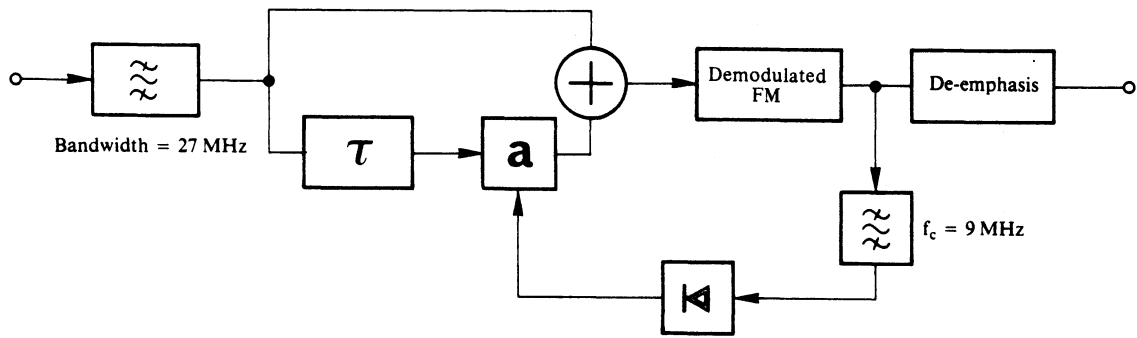 Bandwidth = 27 MHz
τ
a
+
Demodulated
FM
De-emphasis
f_c = 9 MHz